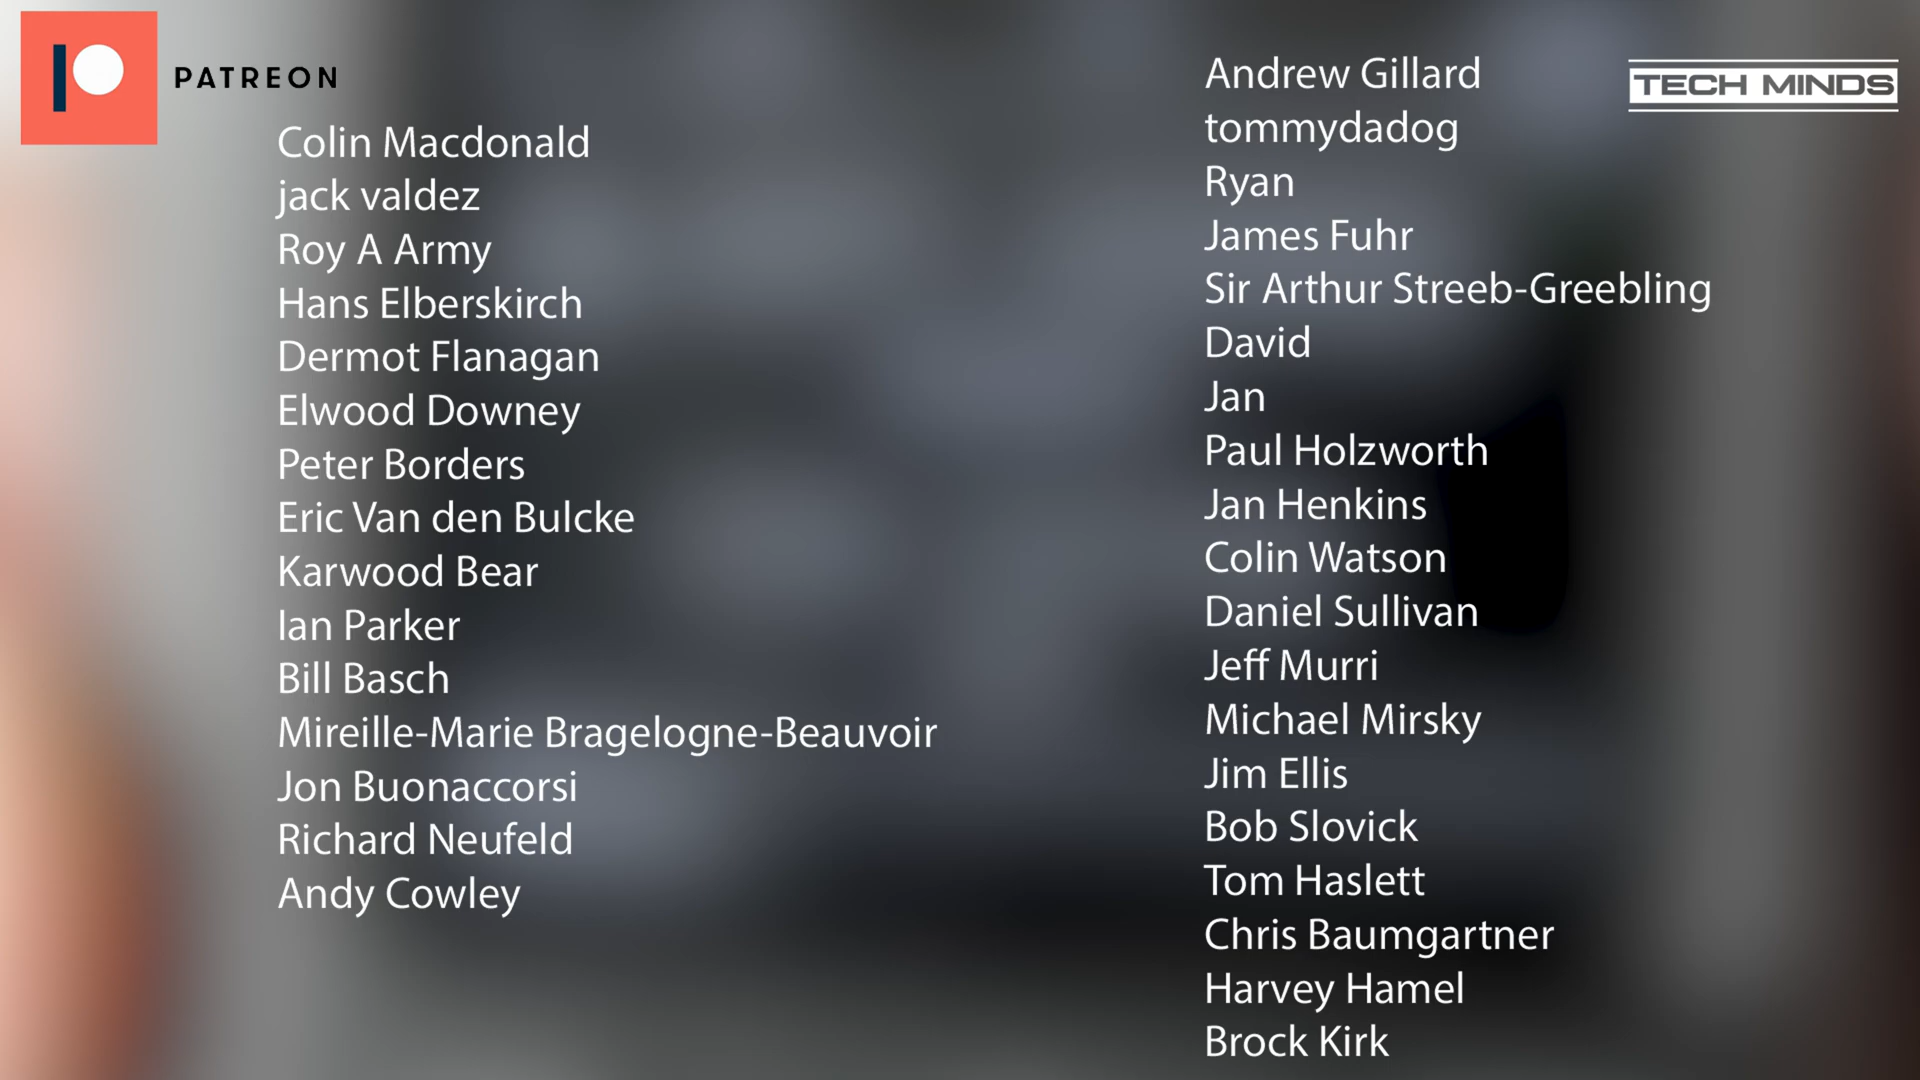 PATREON
Colin Macdonald
jack valdez
Roy A Army
Hans Elberskirch
Dermot Flanagan
Elwood Downey
Peter Borders
Eric Van den Bulcke
Karwood Bear
Ian Parker
Bill Basch
Mireille-Marie Bragelogne-Beauvoir
Jon Buonaccorsi
Richard Neufeld
Andy Cowley
Andrew Gillard
tommydadog
Ryan
James Fuhr
Sir Arthur Streeb-Greebling
David
Jan
Paul Holzworth
Jan Henkins
Colin Watson
Daniel Sullivan
Jeff Murri
Michael Mirsky
Jim Ellis
Bob Slovick
Tom Haslett
Chris Baumgartner
Harvey Hamel
Brock Kirk
TECH MINDS